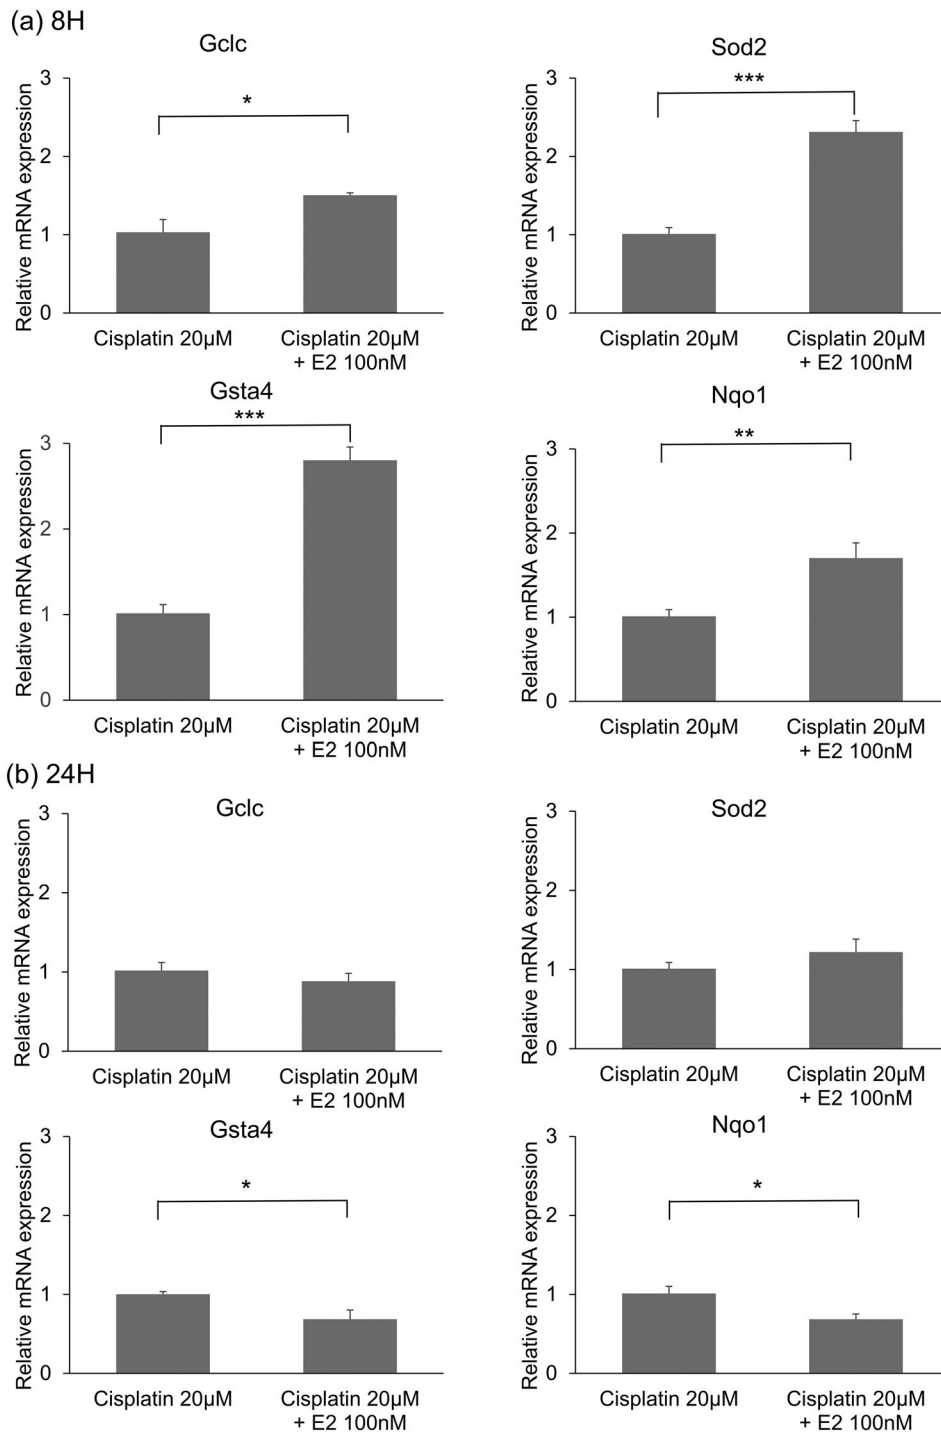 (a) 8H
Gclc
Relative mRNA expression
3
2
1
0
*
Cisplatin 20µM
Cisplatin 20µM
+ E2 100nM
Sod2
Relative mRNA expression
3
2
1
0
***
Cisplatin 20µM
Cisplatin 20µM
+ E2 100nM
Gsta4
Relative mRNA expression
3
2
1
0
***
Cisplatin 20µM
Cisplatin 20µM
+ E2 100nM
Nqo1
Relative mRNA expression
3
2
1
0
**
Cisplatin 20µM
Cisplatin 20µM
+ E2 100nM
(b) 24H
Gclc
Relative mRNA expression
3
2
1
0
Cisplatin 20µM
Cisplatin 20µM
+ E2 100nM
Sod2
Relative mRNA expression
3
2
1
0
Cisplatin 20µM
Cisplatin 20µM
+ E2 100nM
Gsta4
Relative mRNA expression
3
2
1
0
*
Cisplatin 20µM
Cisplatin 20µM
+ E2 100nM
Nqo1
Relative mRNA expression
3
2
1
0
*
Cisplatin 20µM
Cisplatin 20µM
+ E2 100nM